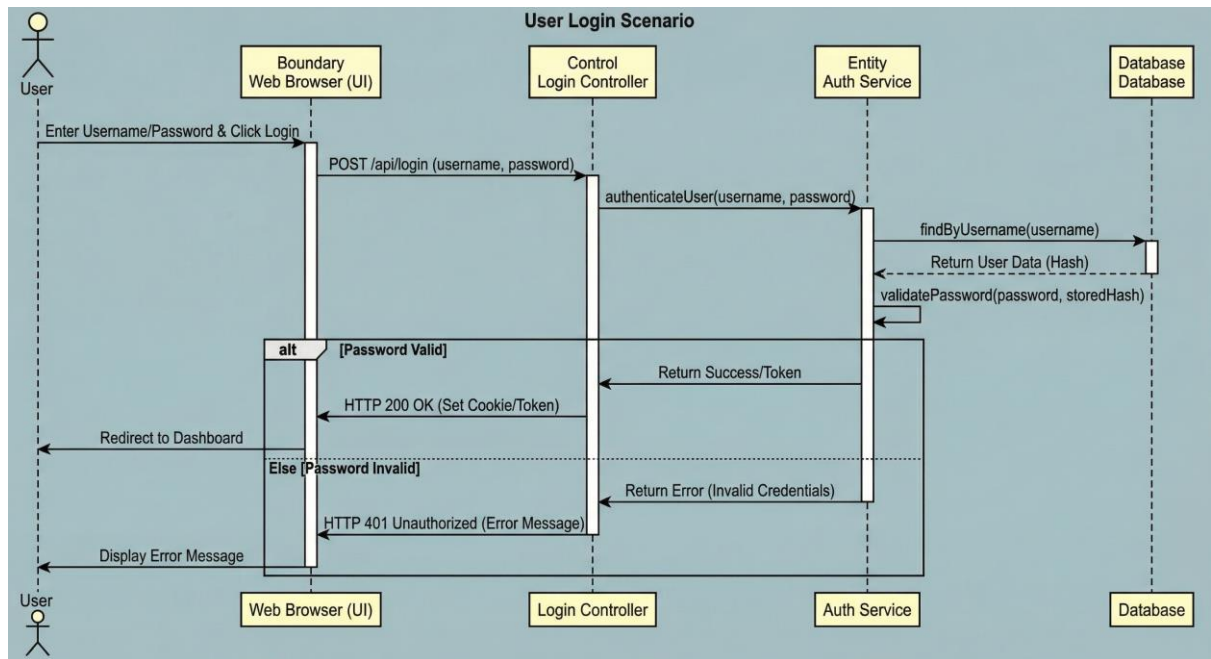 User Login Scenario
User
Boundary
Web Browser (UI)
Control
Login Controller
Entity
Auth Service
Database
Database
Enter Username/Password & Click Login
POST /api/login (username, password)
authenticateUser(username, password)
findByUsername(username)
Return User Data (Hash)
validatePassword(password, storedHash)
alt [Password Valid]
Return Success/Token
HTTP 200 OK (Set Cookie/Token)
Redirect to Dashboard
Else [Password Invalid]
Return Error (Invalid Credentials)
HTTP 401 Unauthorized (Error Message)
Display Error Message
User
Web Browser (UI)
Login Controller
Auth Service
Database